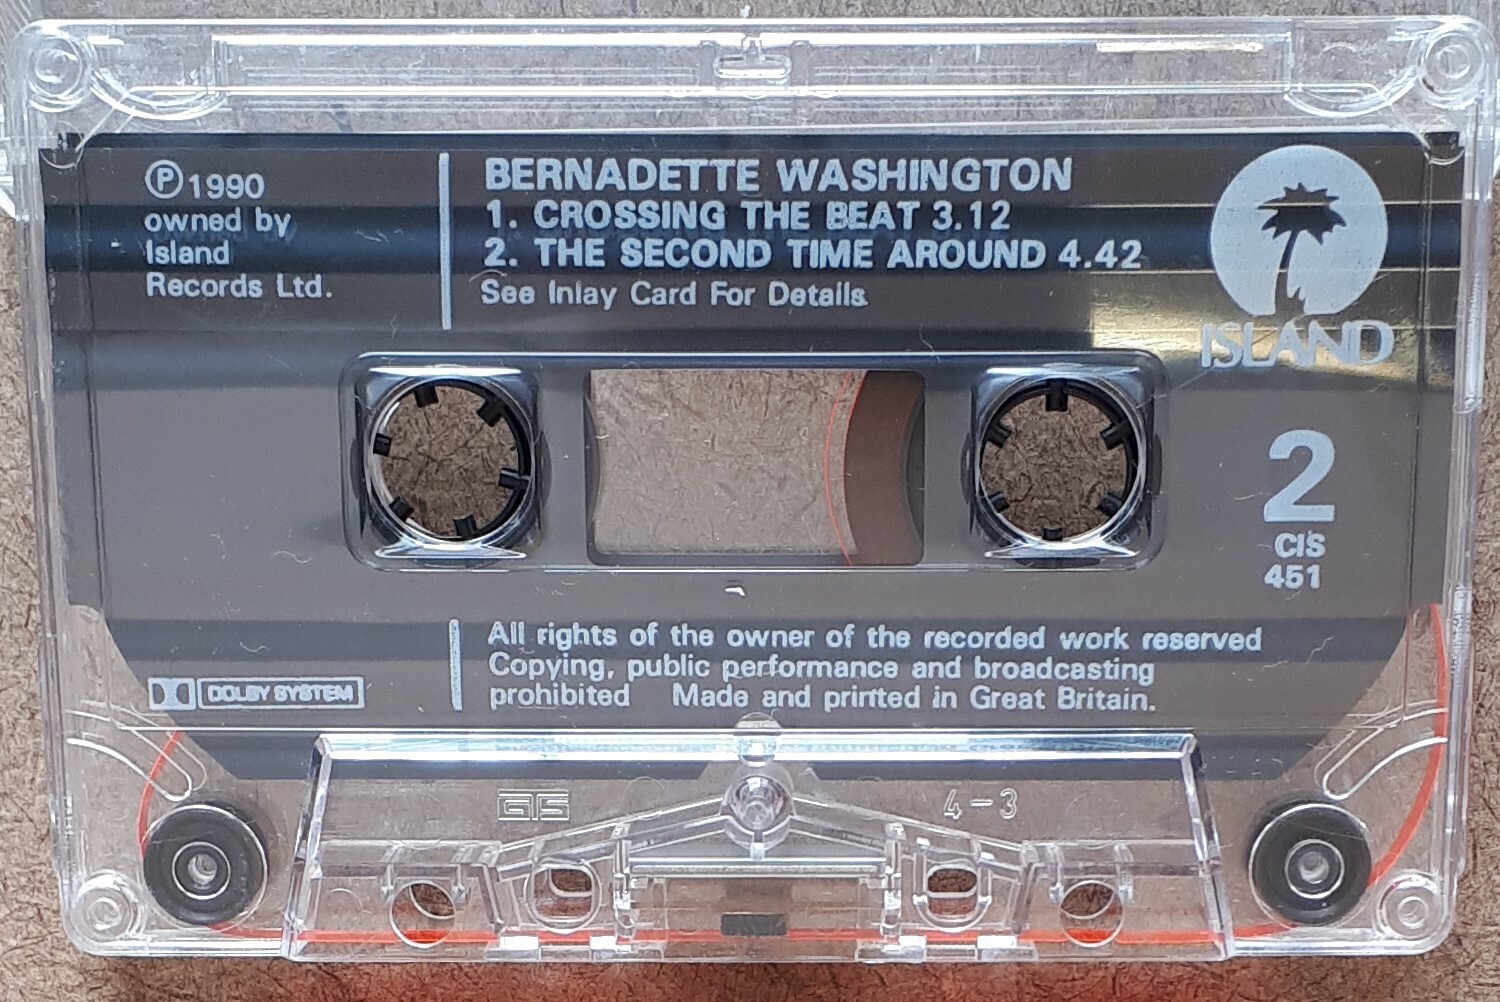 Ⓟ1990
owned by
Island
Records Ltd.
BERNADETTE WASHINGTON
1. CROSSING THE BEAT 3.12
2. THE SECOND TIME AROUND 4.42
See Inlay Card For Details
ISLAND
2
CIS
451
All rights of the owner of the recorded work reserved
Copying, public performance and broadcasting
prohibited Made and printed in Great Britain.
DOLBY SYSTEM
GTS
4-3